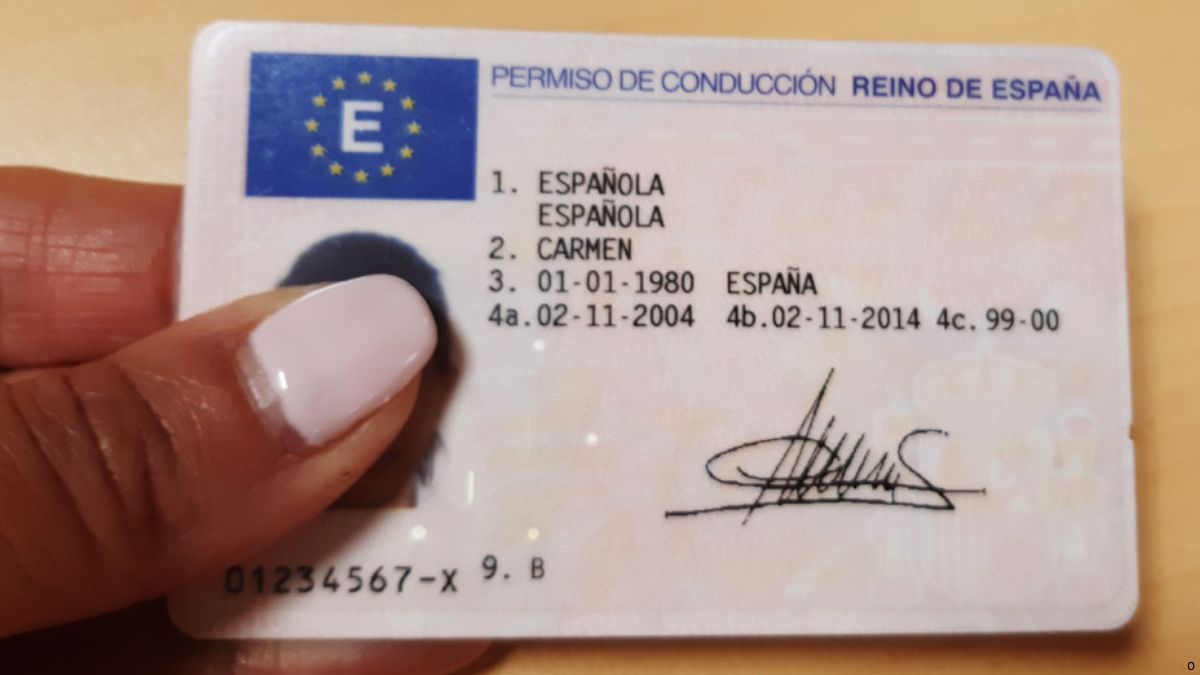 E
PERMISO DE CONDUCCIÓN REINO DE ESPAÑA
1. ESPAÑOLA
ESPAÑOLA
2. CARMEN
3. 01-01-1980 ESPAÑA
4a.02-11-2004 4b.02-11-2014 4c.99-00
01234567-X 9. B
o